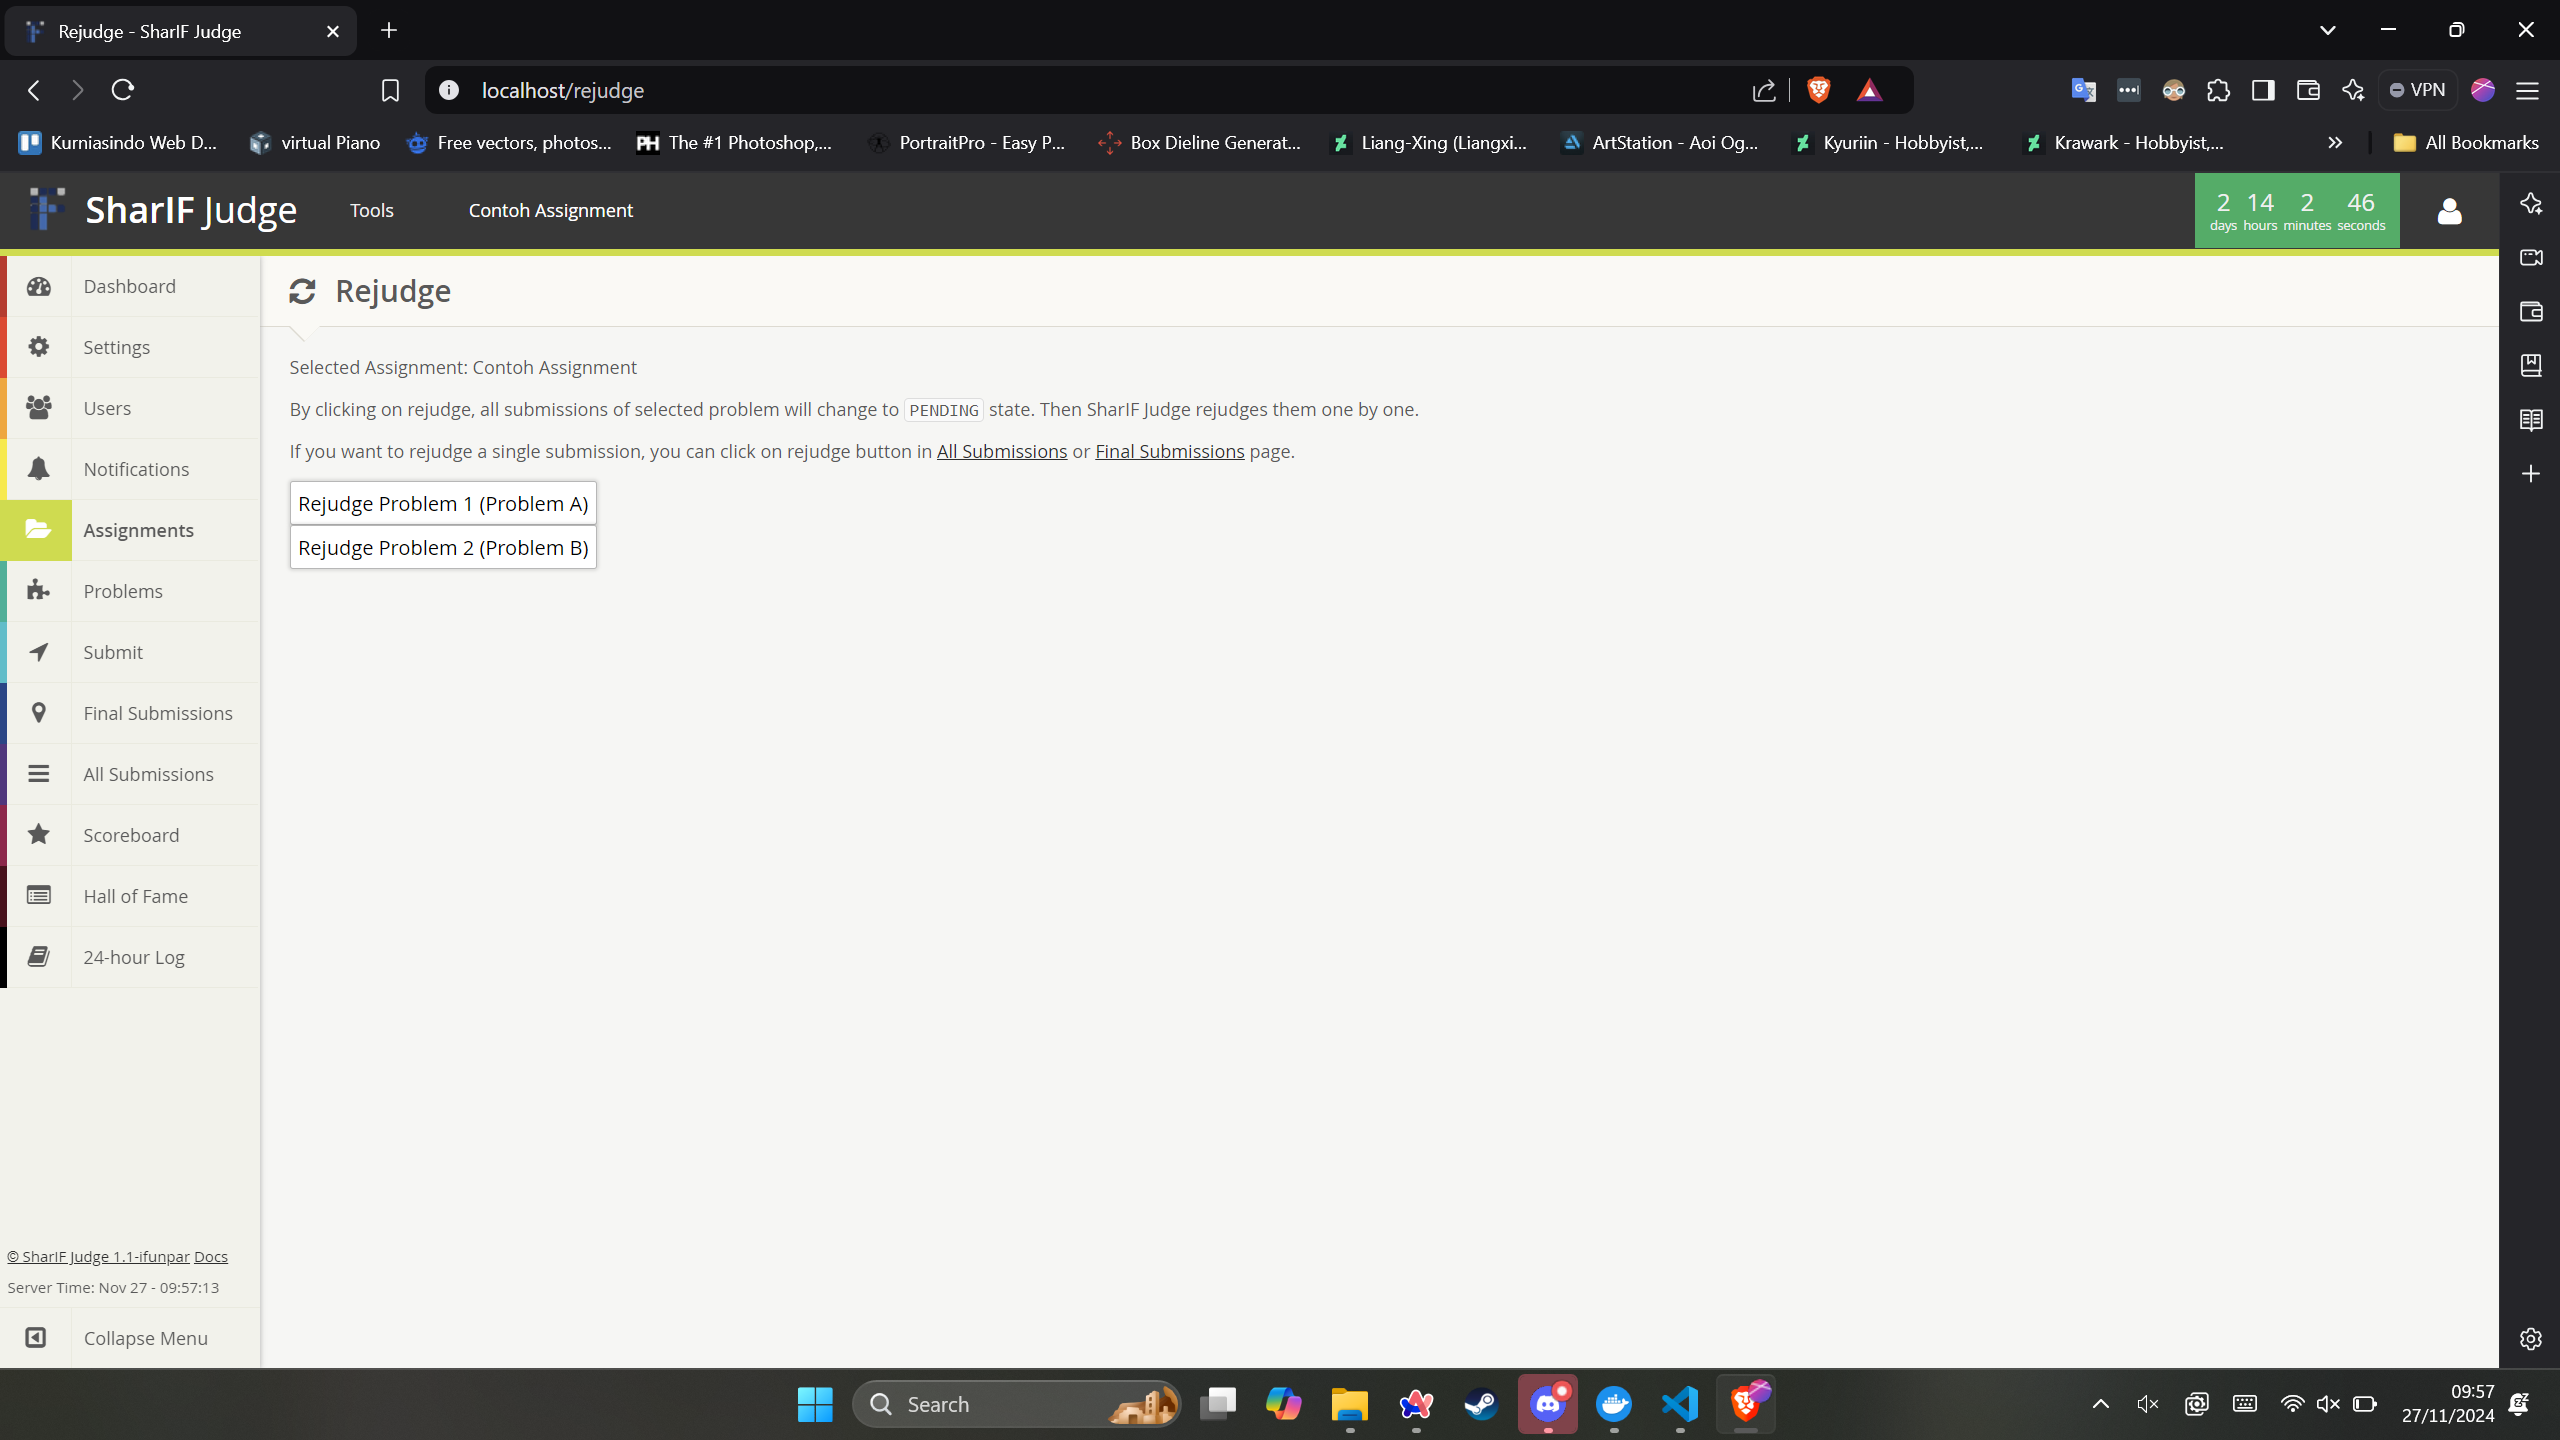 Rejudge - SharIF Judge
localhost/rejudge
VPN
Kurniasindo Web D...
virtual Piano
Free vectors, photos...
PH The #1 Photoshop,...
PortraitPro - Easy P...
Box Dieline Generat...
Liang-Xing (Liangxi...
ArtStation - Aoi Og...
Kyuriin - Hobbyist,...
Krawark - Hobbyist,...
All Bookmarks
SharIF Judge
Tools
Contoh Assignment
2 14 2 46
days hours minutes seconds
Dashboard
Settings
Users
Notifications
Assignments
Problems
Submit
Final Submissions
All Submissions
Scoreboard
Hall of Fame
24-hour Log
© SharIF Judge 1.1-ifunpar Docs
Server Time: Nov 27 - 09:57:13
Collapse Menu
Rejudge
Selected Assignment: Contoh Assignment
By clicking on rejudge, all submissions of selected problem will change to PENDING state. Then SharIF Judge rejudges them one by one.
If you want to rejudge a single submission, you can click on rejudge button in All Submissions or Final Submissions page.
Rejudge Problem 1 (Problem A)
Rejudge Problem 2 (Problem B)
Search
09:57
27/11/2024